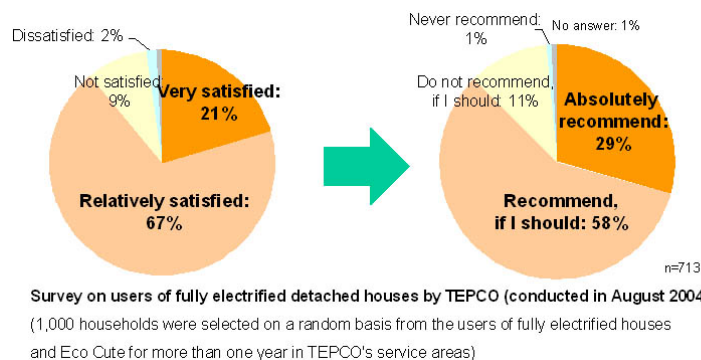 Dissatisfied: 2%
Not satisfied:
9%
Very satisfied:
21%
Relatively satisfied:
67%
Never recommend:
1%
No answer: 1%
Do not recommend,
if I should: 11%
Absolutely
recommend:
29%
Recommend,
if I should: 58%
n=713
Survey on users of fully electrified detached houses by TEPCO (conducted in August 2004
(1,000 households were selected on a random basis from the users of fully electrified houses
and Eco Cute for more than one year in TEPCO's service areas)